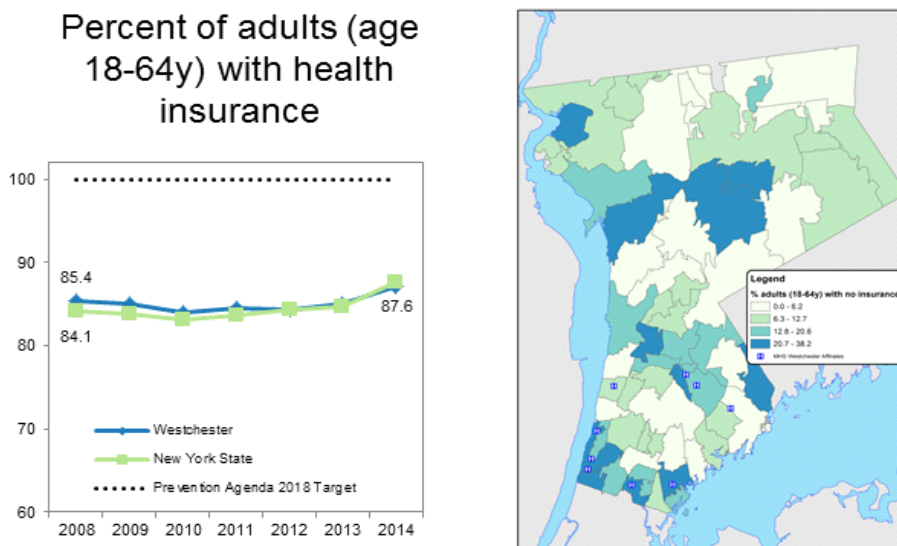 Percent of adults (age
18-64y) with health
insurance
100
90
80
70
60
85.4
84.1
87.6
Westchester
New York State
Prevention Agenda 2018 Target
2008 2009 2010 2011 2012 2013 2014
Legend
% adults (18-64y) with no insurance
0.0 - 6.2
6.3 - 12.7
12.8 - 20.6
20.7 - 38.2
H MHS Westchester Affiliates
H
H
H
H
H
H
H
H
H